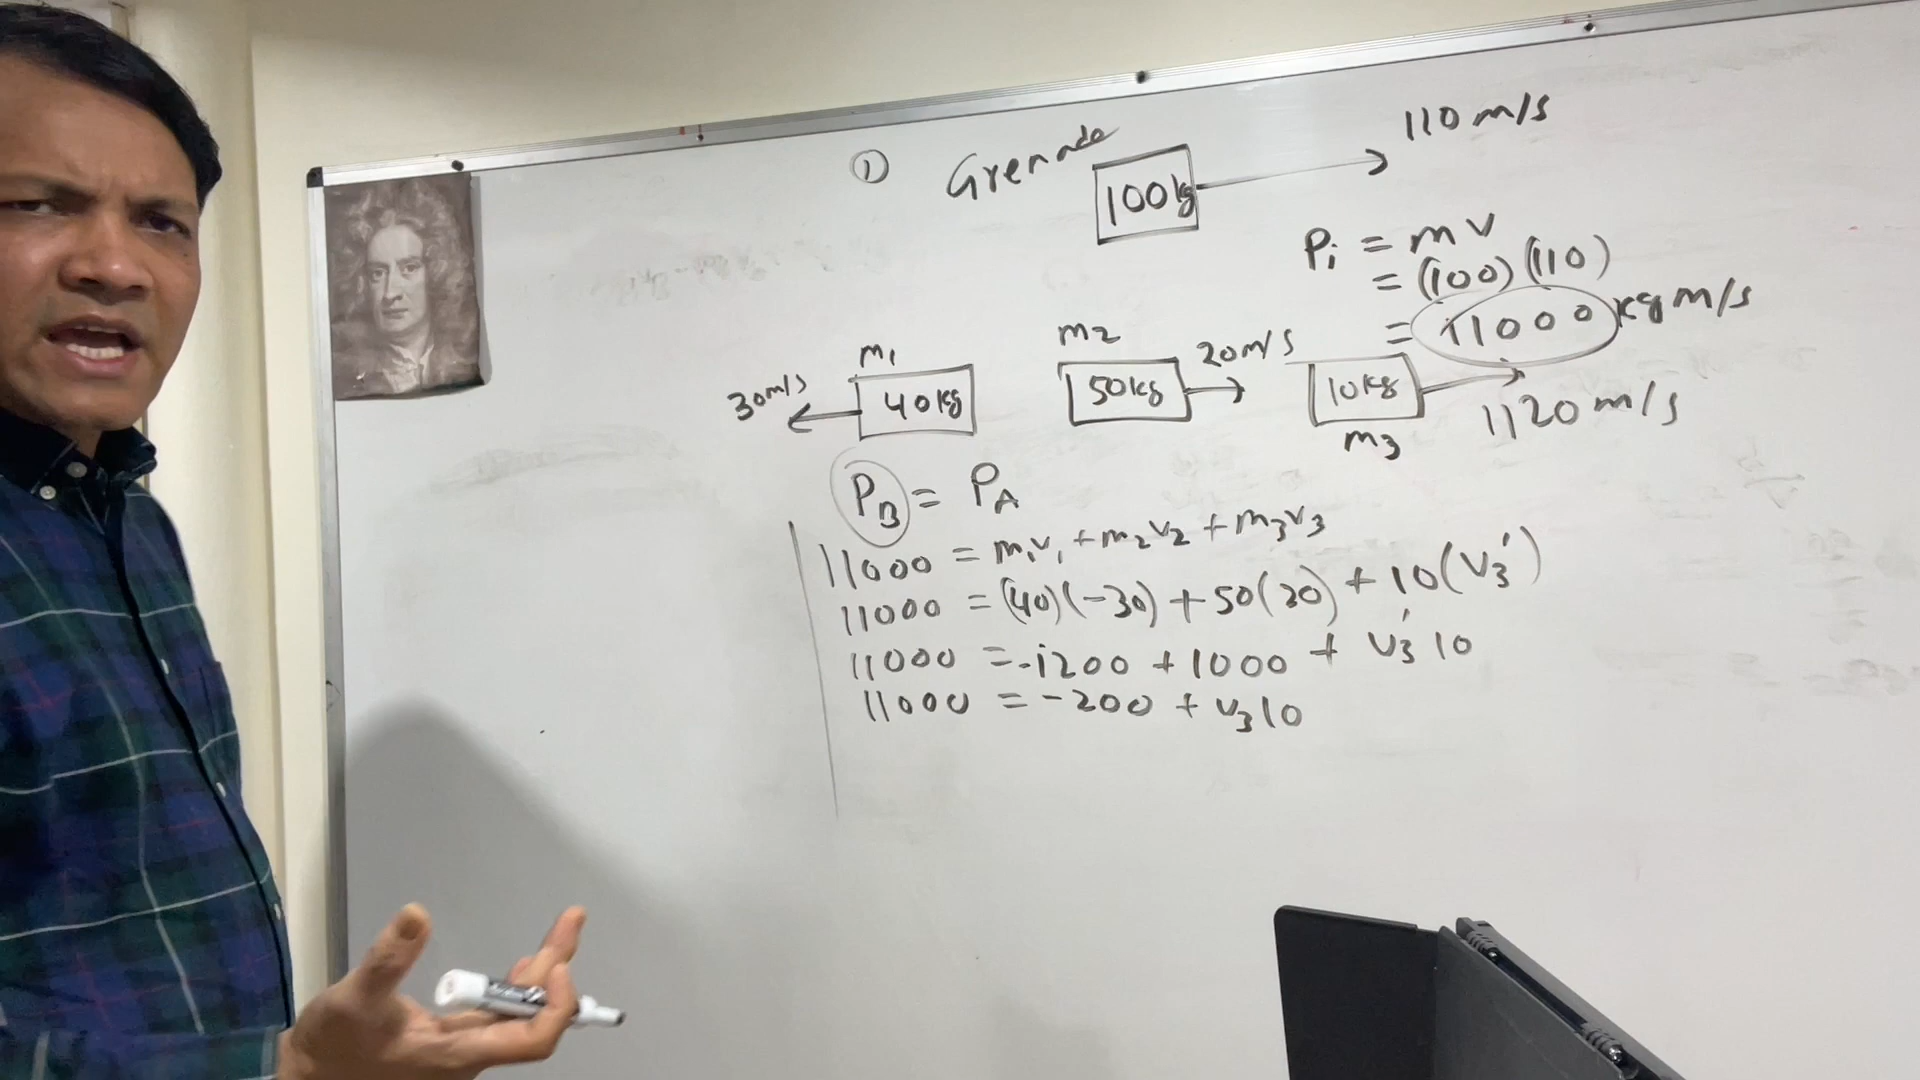 ① Grenade 100kg 110 m/s
Pi = mv
= (100) (110)
= 11000 kg m/s
30m/s m1 40kg
m2 50kg 20m/s
10kg m3 1120 m/s
PB = PA
11000 = m1v1 + m2v2 + m3v3
11000 = (40)(-30) + 50(20) + 10(v3')
11000 = -1200 + 1000 + v3' 10
11000 = -200 + v3 10